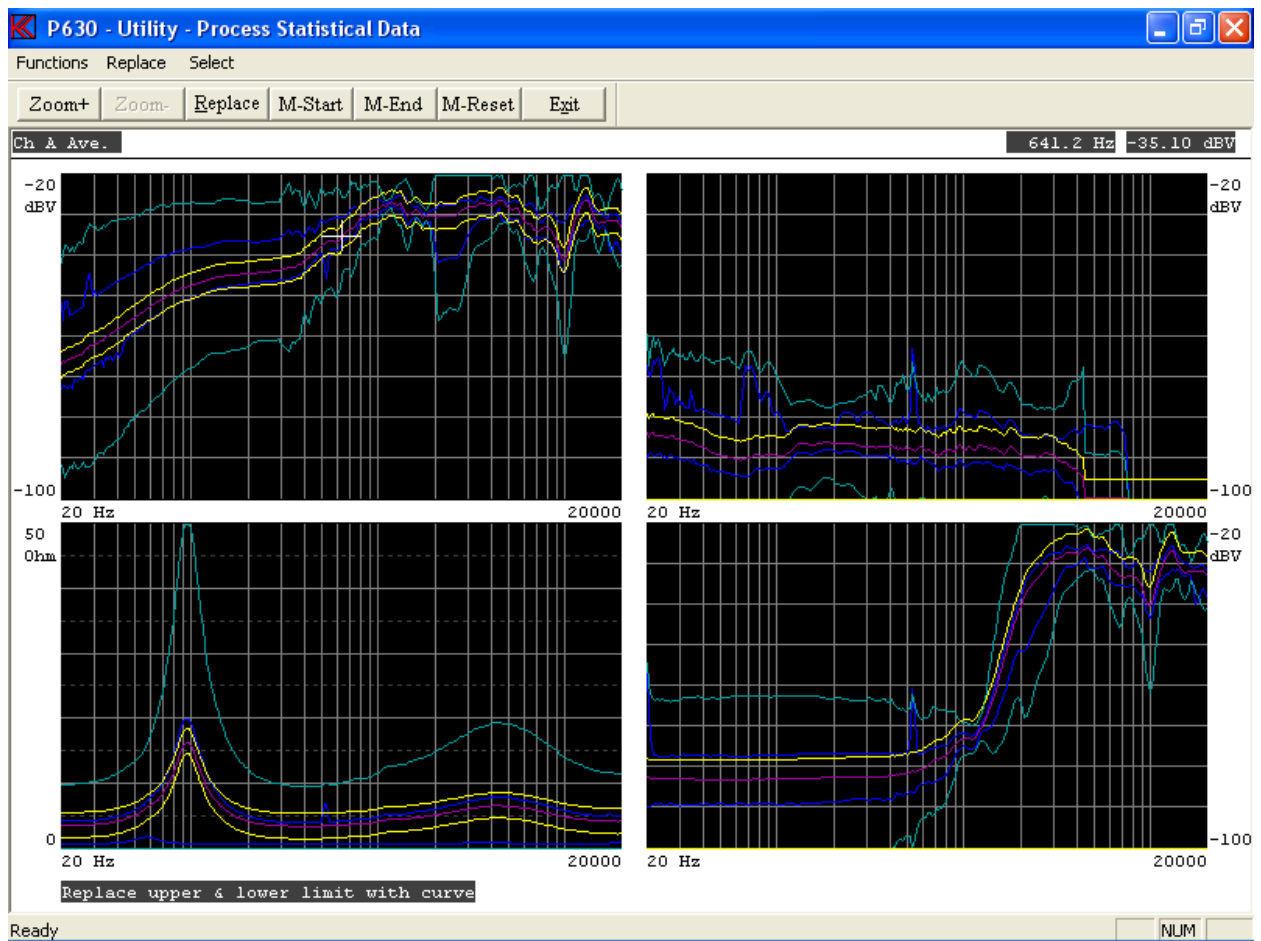 P630 - Utility - Process Statistical Data
Functions Replace Select
Zoom+ Zoom- Replace M-Start M-End M-Reset Exit
Ch A Ave. 641.2 Hz -35.10 dBV
-20
dBV
-100
20 Hz 20000
-20
dBV
-100
20 Hz 20000
50
Ohm
0
20 Hz 20000
-20
dBV
-100
20 Hz 20000
Replace upper & lower limit with curve
Ready NUM